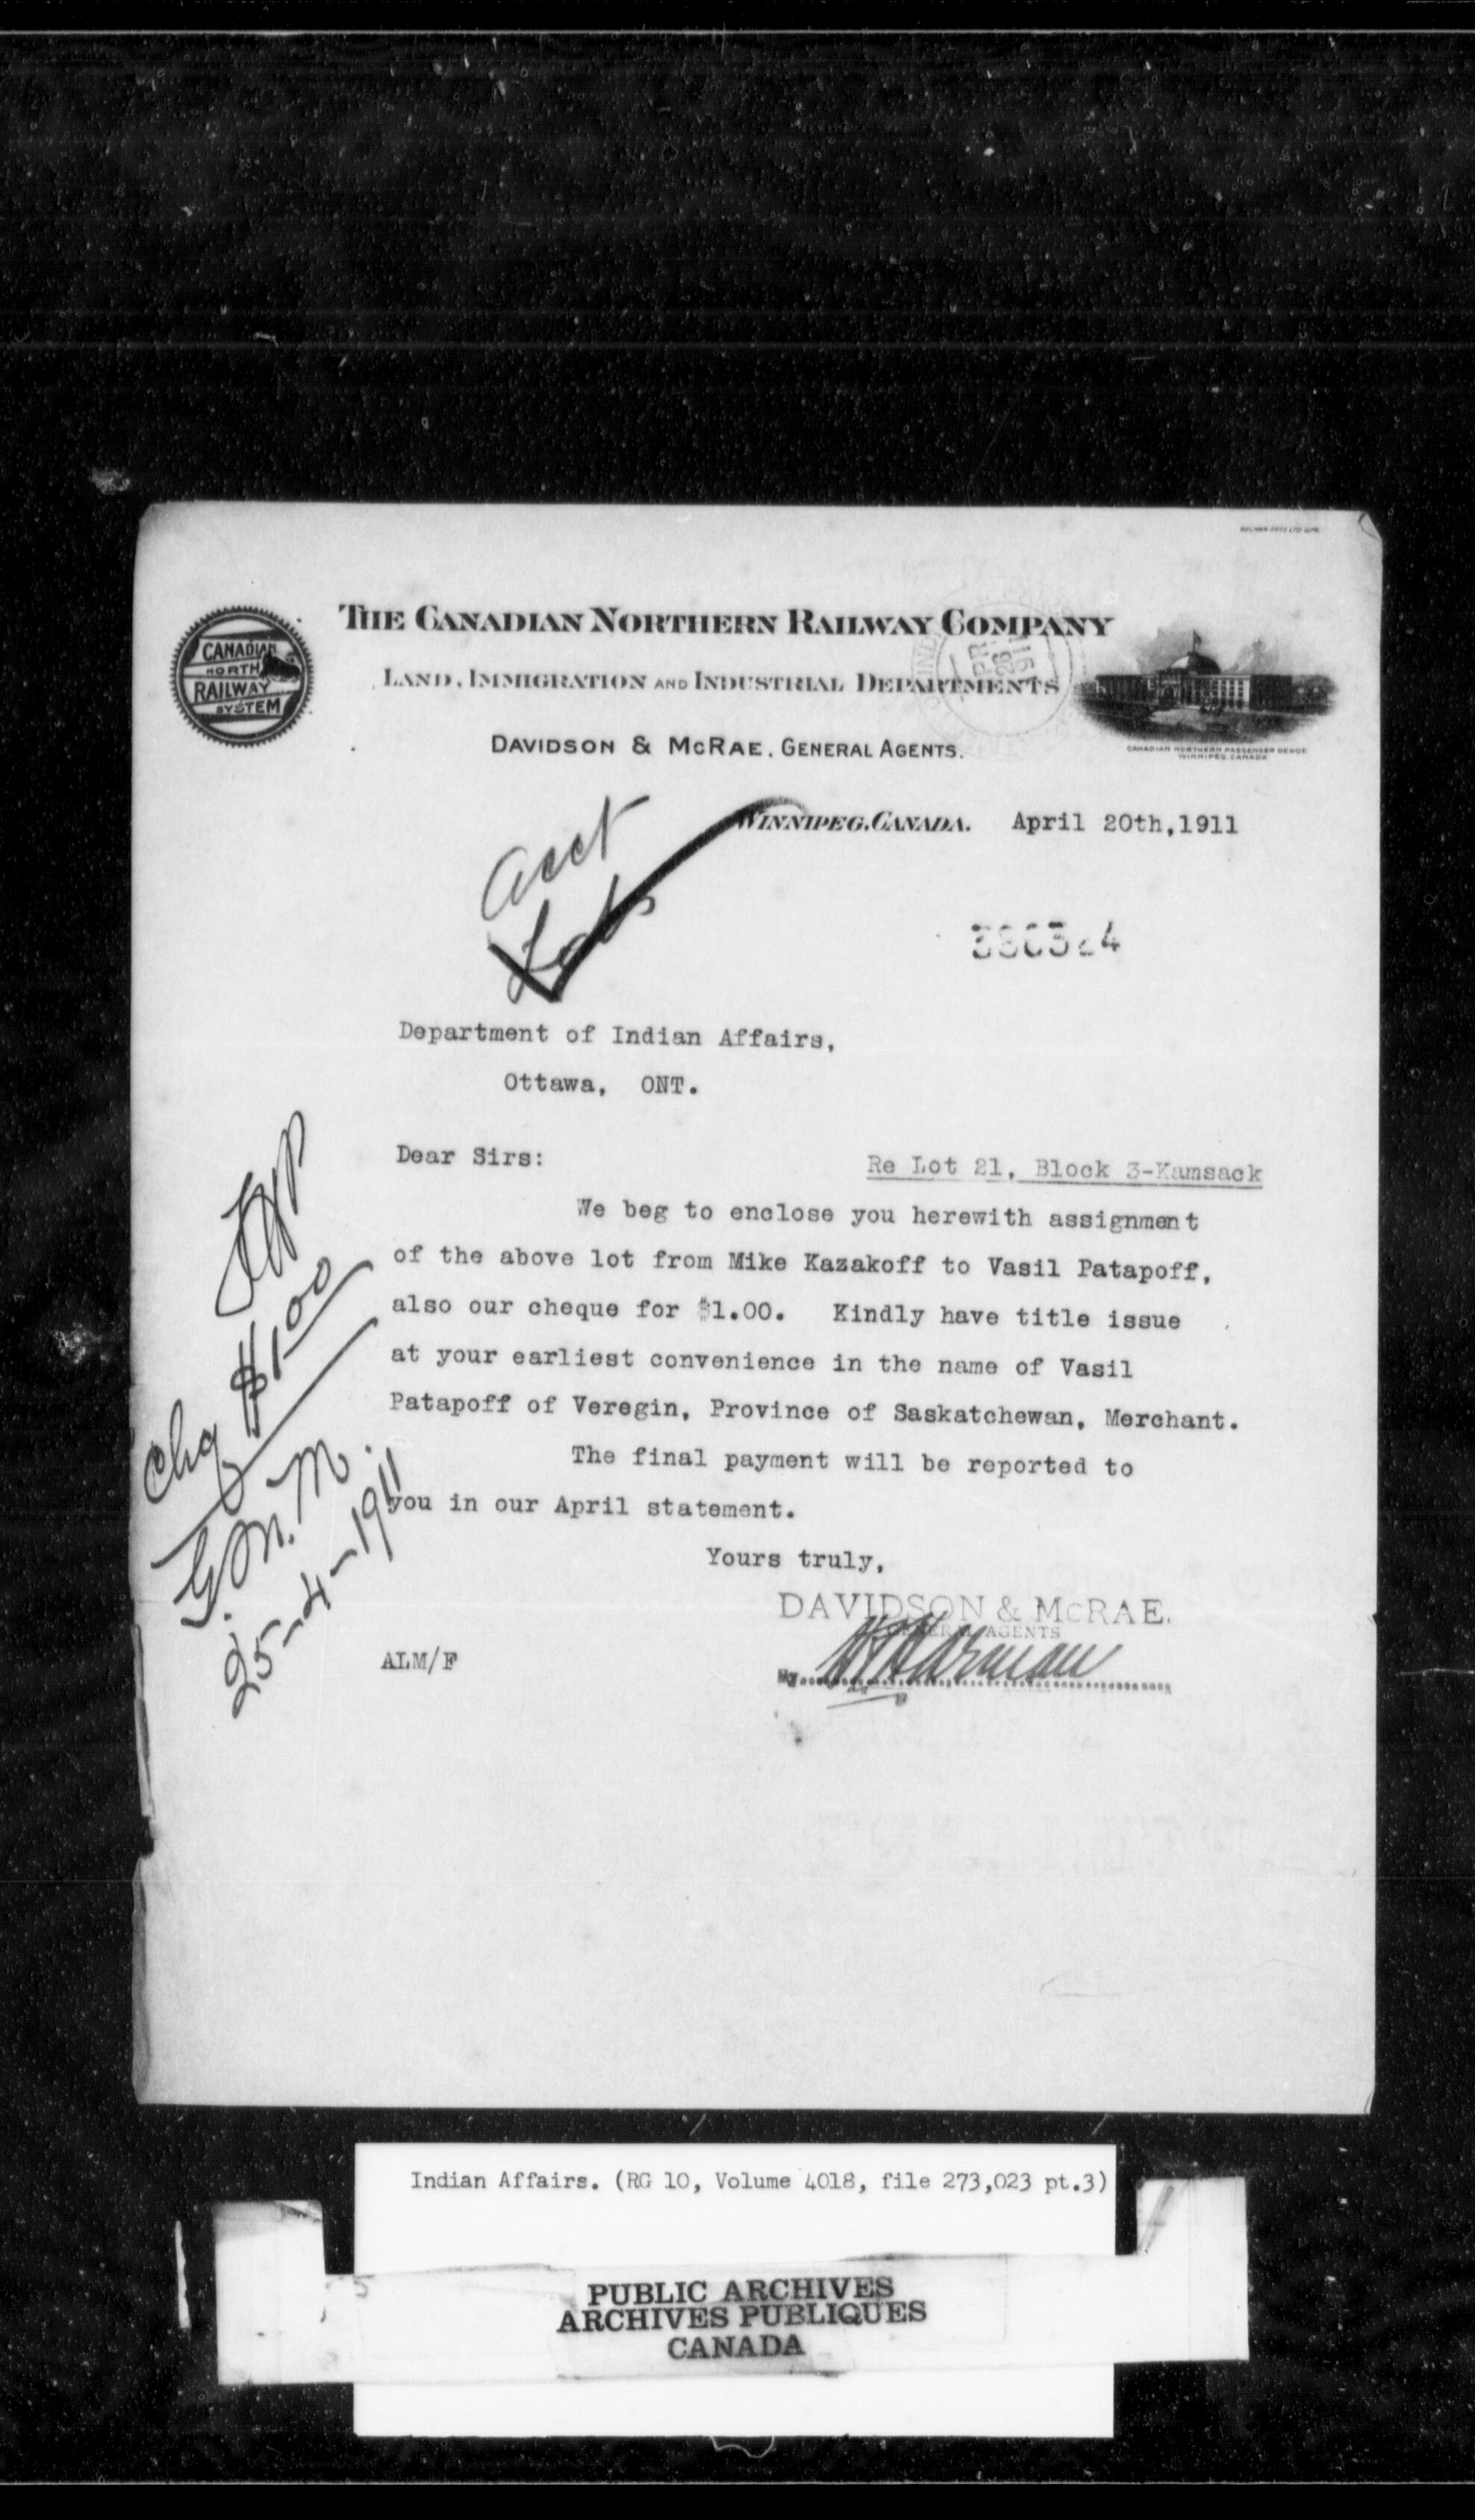 THE CANADIAN NORTHERN RAILWAY COMPANY
LAND, IMMIGRATION AND INDUSTRIAL DEPARTMENTS
DAVIDSON & MCRAE, GENERAL AGENTS.
CANADIAN
NORTH
RAILWAY
SYSTEM
CANADIAN NORTHERN PASSENGER DEPOT
WINNIPEG, CANADA
WINNIPEG, CANADA. April 20th, 1911
acct
Lots
Department of Indian Affairs,
Ottawa, ONT.
Dear Sirs:
Re Lot 21, Block 3-Kamsack
We beg to enclose you herewith assignment
of the above lot from Mike Kazakoff to Vasil Patapoff,
also our cheque for $1.00. Kindly have title issue
at your earliest convenience in the name of Vasil
Patapoff of Veregin, Province of Saskatchewan, Merchant.
The final payment will be reported to
you in our April statement.
Yours truly,
DAVIDSON & McRAE.
GENERAL AGENTS
By
ALM/F
chq $1.00
G.M.M.
25-4-1911
Indian Affairs. (RG 10, Volume 4018, file 273,023 pt.3)
PUBLIC ARCHIVES
ARCHIVES PUBLIQUES
CANADA